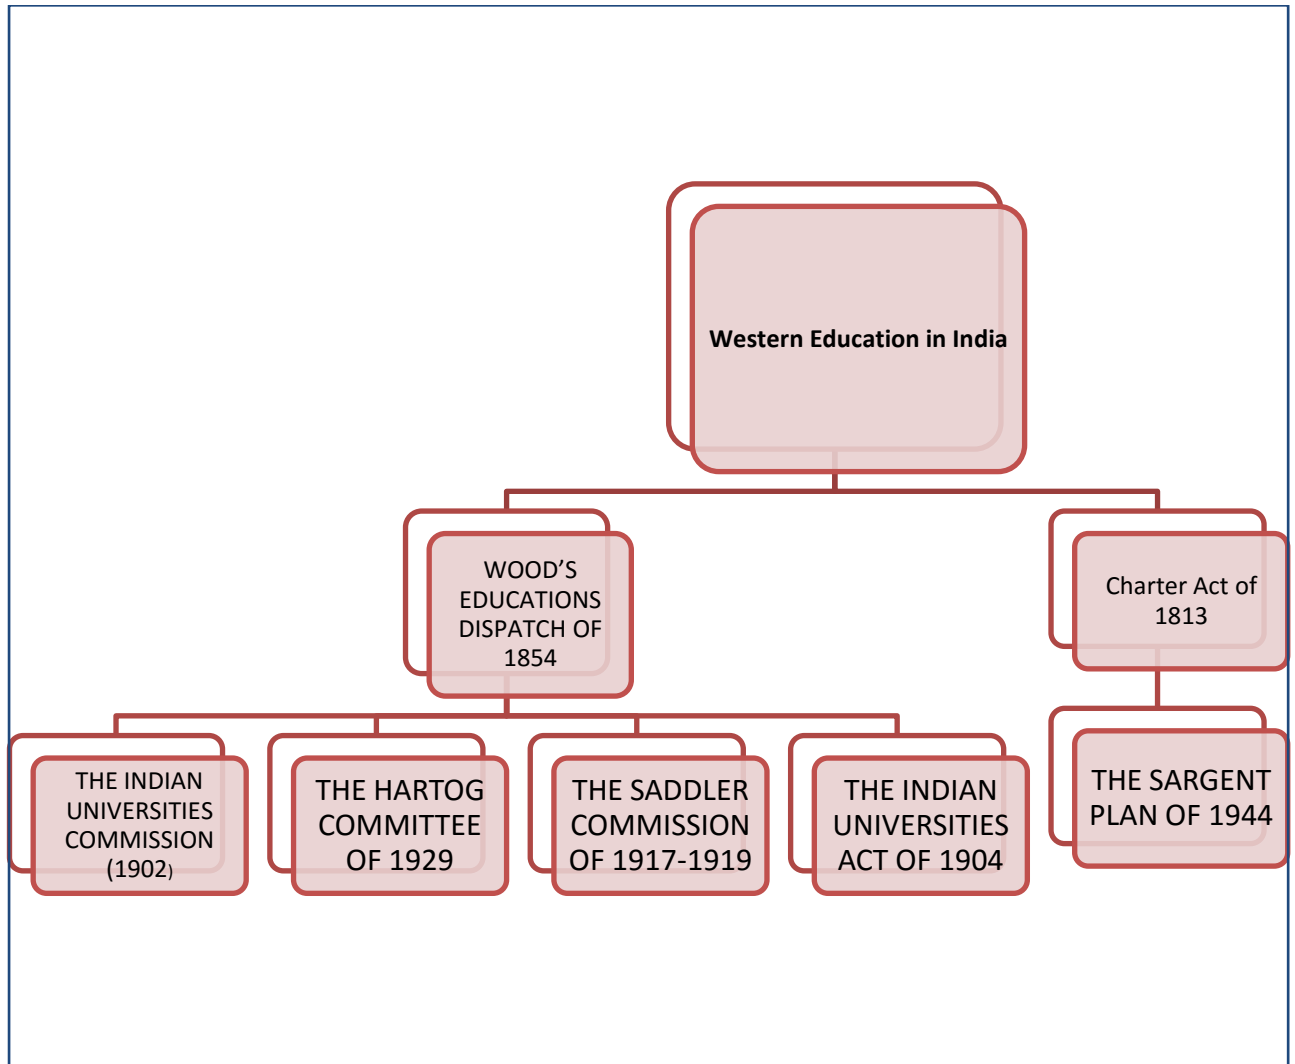 Western Education in India
WOOD’S
EDUCATIONS
DISPATCH OF
1854
Charter Act of
1813
THE INDIAN
UNIVERSITIES
COMMISSION
(1902)
THE HARTOG
COMMITTEE
OF 1929
THE SADDLER
COMMISSION
OF 1917-1919
THE INDIAN
UNIVERSITIES
ACT OF 1904
THE SARGENT
PLAN OF 1944